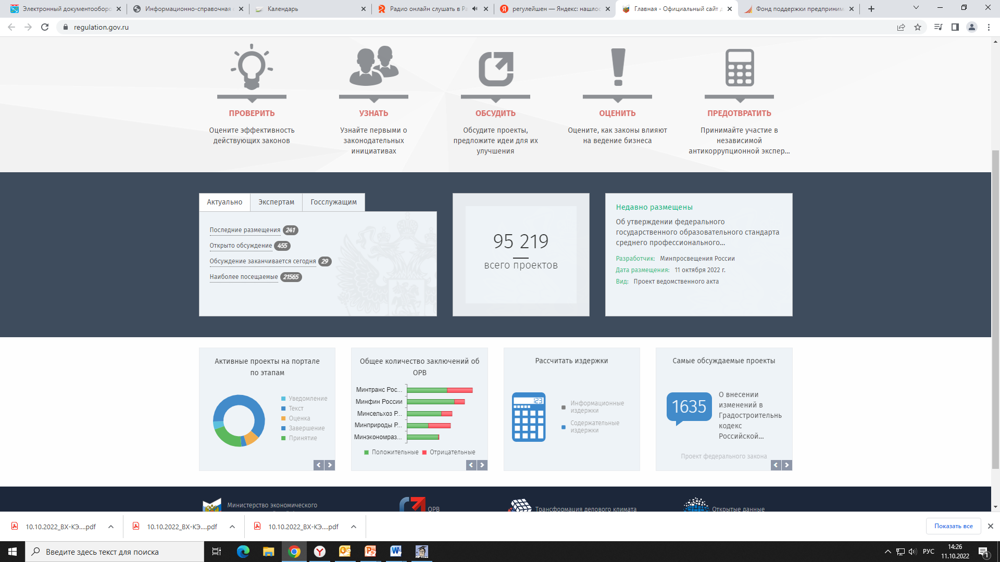 Электронный документооборо
Информационно-справочная
Календарь
Радио онлайн слушать в Ра
регулейшен — Яндекс: нашлос
Главная - Официальный сайт д
Фонд поддержки предприним
regulation.gov.ru
ПРОВЕРИТЬ
Оцените эффективность
действующих законов
УЗНАТЬ
Узнайте первыми о
законодательных
инициативах
ОБСУДИТЬ
Обсудите проекты,
предложите идеи для их
улучшения
ОЦЕНИТЬ
Оцените, как законы влияют
на ведение бизнеса
ПРЕДОТВРАТИТЬ
Принимайте участие в
независимой
антикоррупционной экспер...
Актуально
Экспертам
Госслужащим
Последние размещения 241
Открыто обсуждение 455
Обсуждение заканчивается сегодня 29
Наиболее посещаемые 21565
95 219
всего проектов
Недавно размещены
Об утверждении федерального
государственного образовательного стандарта
среднего профессионального...
Разработчик: Минпросвещения России
Дата размещения: 11 октября 2022 г.
Вид: Проект ведомственного акта
Активные проекты на портале
по этапам
Уведомление
Текст
Оценка
Завершение
Принятие
Общее количество заключений об
ОРВ
Минтранс Рос...
Минфин России
Минсельхоз Р...
Минприроды Р...
Минэкономраз...
Положительные
Отрицательные
Рассчитать издержки
123
Информационные
издержки
Содержательные
издержки
Самые обсуждаемые проекты
1635
О внесении
изменений в
Градостроительнь
кодекс
Российской...
Проект федерального закона
Министерство экономического
ОРВ
Трансформация делового климата
Открытые данные
10.10.2022_ВХ-КЭ....pdf
10.10.2022_ВХ-КЭ....pdf
10.10.2022_ВХ-КЭ....pdf
Показать все
Введите здесь текст для поиска
РУС
14:26
11.10.2022
1